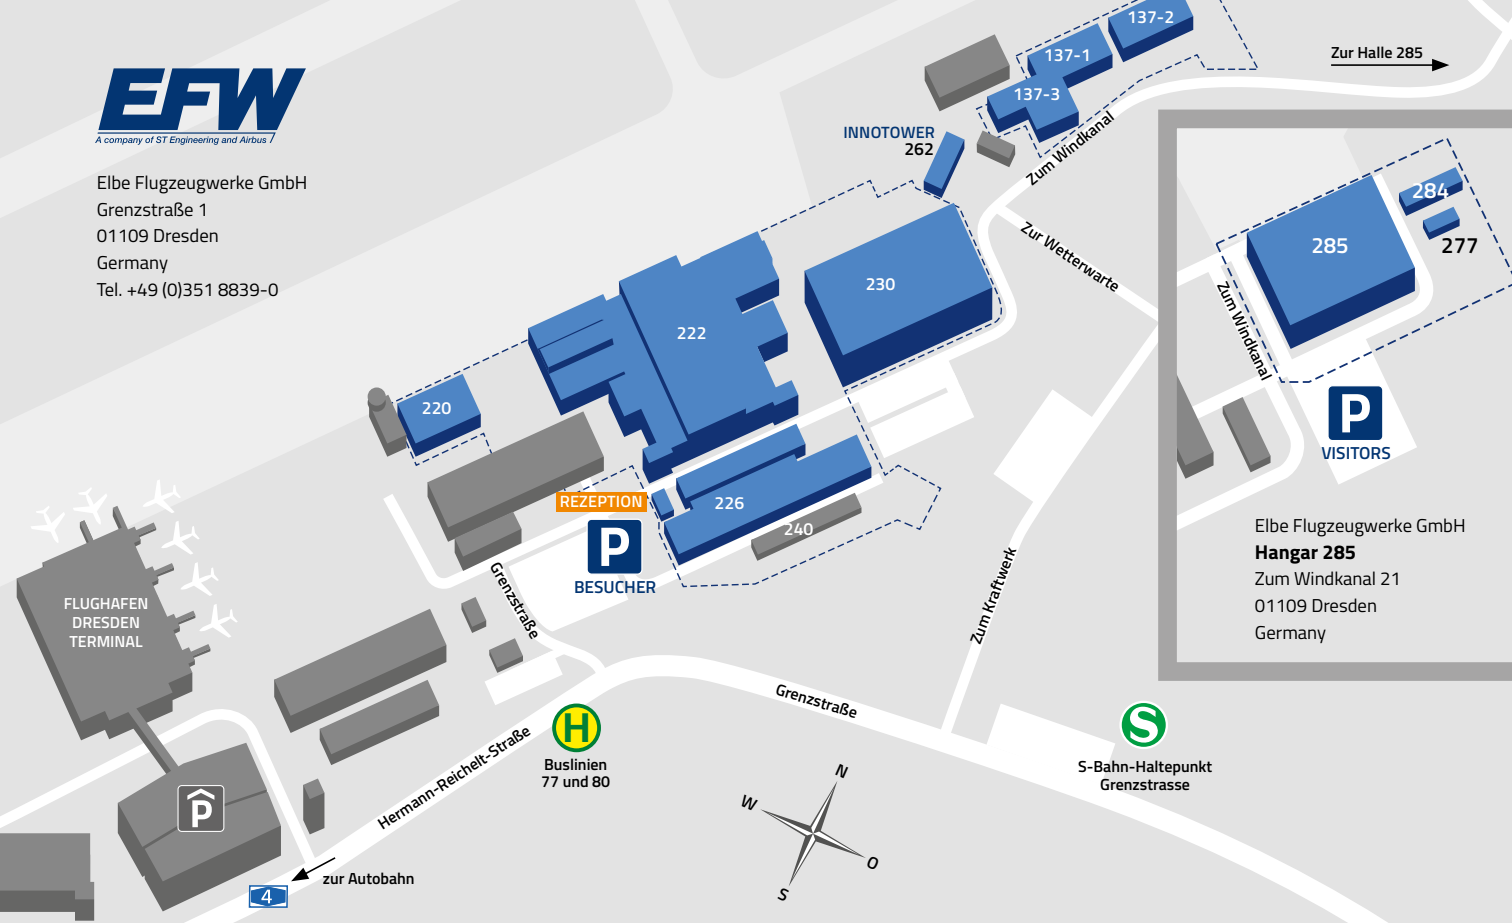 EFW
A company of ST Engineering and Airbus
Elbe Flugzeugwerke GmbH
Grenzstraße 1
01109 Dresden
Germany
Tel. +49 (0)351 8839-0
137-2
137-1
137-3
Zur Halle 285
INNOTOWER
262
Zum Windkanal
Zur Wetterwarte
230
222
220
REZEPTION
226
240
P
BESUCHER
Grenzstraße
FLUGHAFEN
DRESDEN
TERMINAL
Zum Kraftwerk
Grenzstraße
H
Buslinien
77 und 80
Hermann-Reichelt-Straße
P
zur Autobahn
4
S
S-Bahn-Haltepunkt
Grenzstrasse
N
W
O
S
284
285
277
Zum Windkanal
P
VISITORS
Elbe Flugzeugwerke GmbH
Hangar 285
Zum Windkanal 21
01109 Dresden
Germany